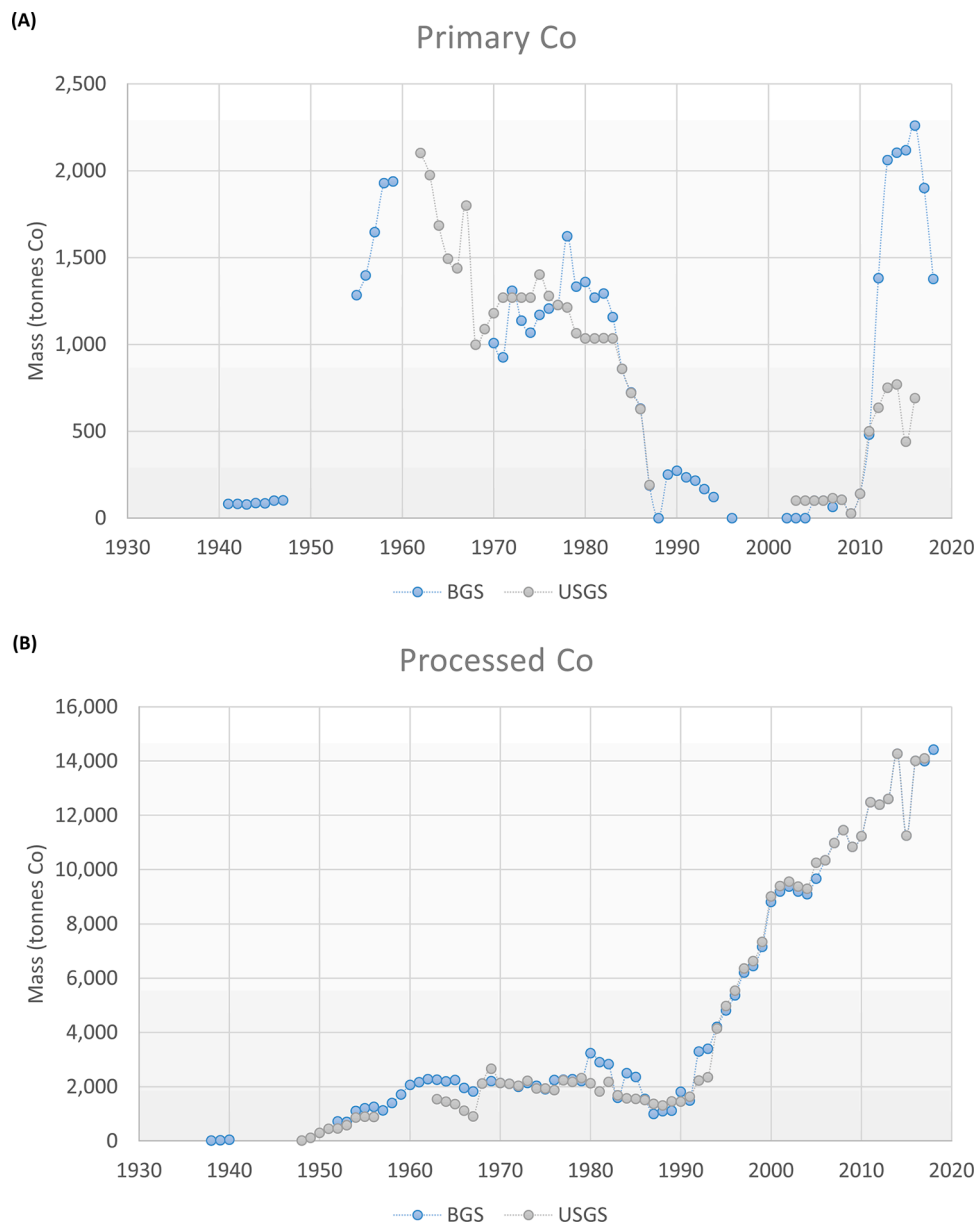 (A)
Primary Co
2,500
2,000
1,500
1,000
500
0
Mass (tonnes Co)
1930 1940 1950 1960 1970 1980 1990 2000 2010 2020
BGS USGS
(B)
Processed Co
16,000
14,000
12,000
10,000
8,000
6,000
4,000
2,000
0
Mass (tonnes Co)
1930 1940 1950 1960 1970 1980 1990 2000 2010 2020
BGS USGS